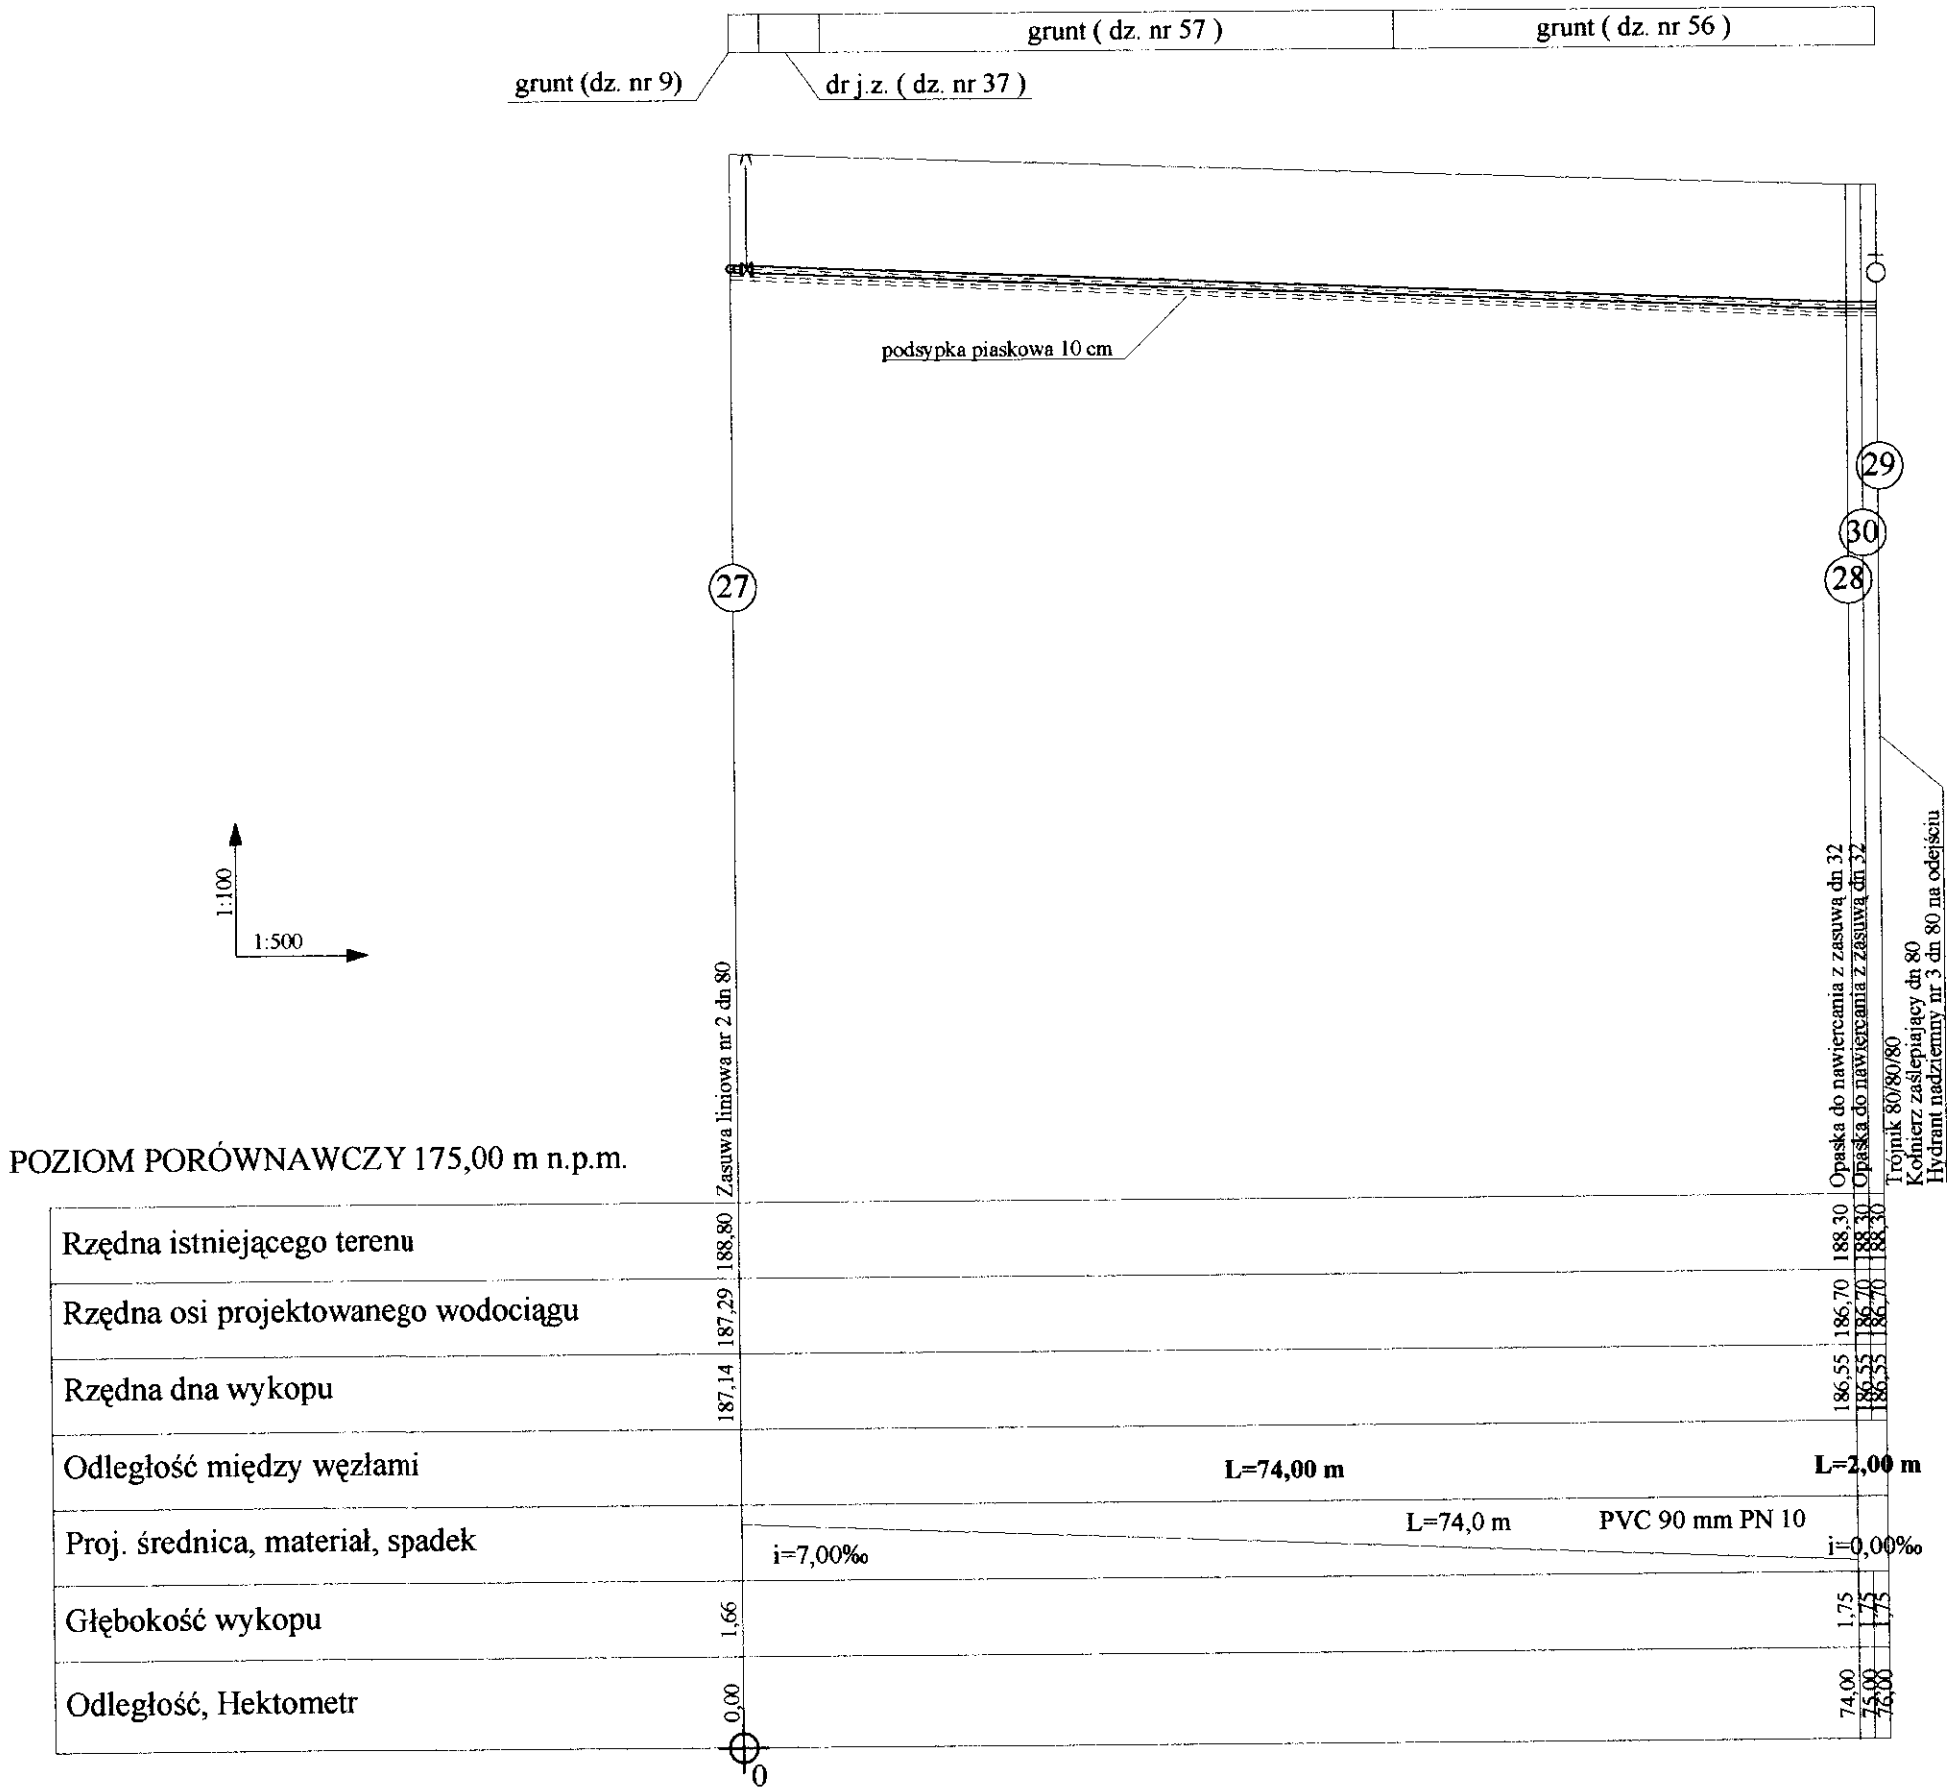 grunt ( dz. nr 57 )
grunt ( dz. nr 56 )
grunt (dz. nr 9)
dr j.z. ( dz. nr 37 )
podsypka piaskowa 10 cm
29
30
28
27
1:100
1:500
Zasuwa liniowa nr 2 dn 80
Opaska do nawiercania z zasuwą dn 32
Opaska do nawiercania z zasuwą dn 32
Trójnik 80/80/80
Kołnierz zaślepiający dn 80
Hydrant nadziemny nr 3 dn 80 na odejściu
POZIOM PORÓWNAWCZY 175,00 m n.p.m.
Rzędna istniejącego terenu
188,80
188,30
188,30
188,30
Rzędna osi projektowanego wodociągu
187,29
186,70
186,70
186,70
Rzędna dna wykopu
187,14
186,55
186,55
186,55
Odległość między węzłami
L=74,00 m
L=2,00 m
Proj. średnica, materiał, spadek
i=7,00‰
L=74,0 m
PVC 90 mm PN 10
i=0,00‰
Głębokość wykopu
1,66
1,75
1,75
1,75
Odległość, Hektometr
0,00
74,00
75,00
76,00
0